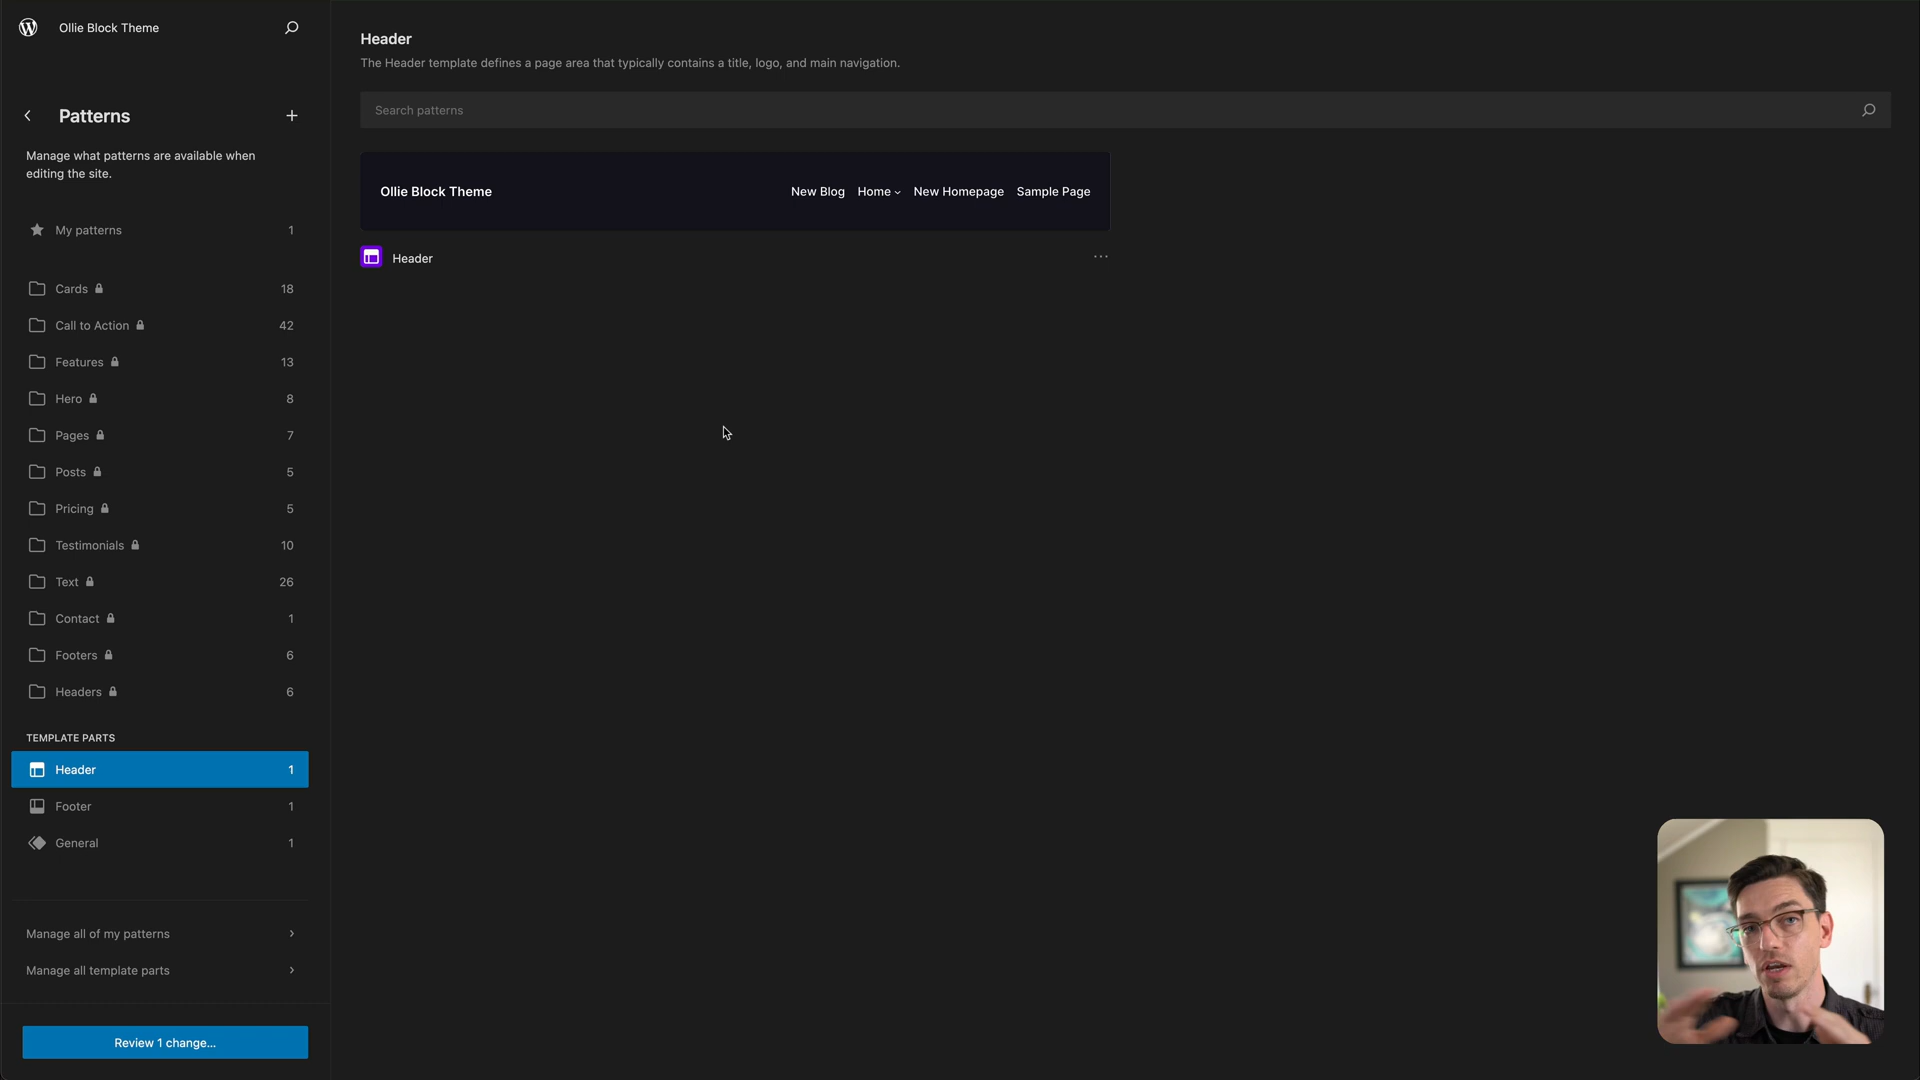 Ollie Block Theme
Patterns
Manage what patterns are available when
editing the site.
My patterns 1
Cards 18
Call to Action 42
Features 13
Hero 8
Pages 7
Posts 5
Pricing 5
Testimonials 10
Text 26
Contact 1
Footers 6
Headers 6
TEMPLATE PARTS
Header 1
Footer 1
General 1
Manage all of my patterns
Manage all template parts
Review 1 change...
Header
The Header template defines a page area that typically contains a title, logo, and main navigation.
Search patterns
Ollie Block Theme New Blog Home New Homepage Sample Page
Header